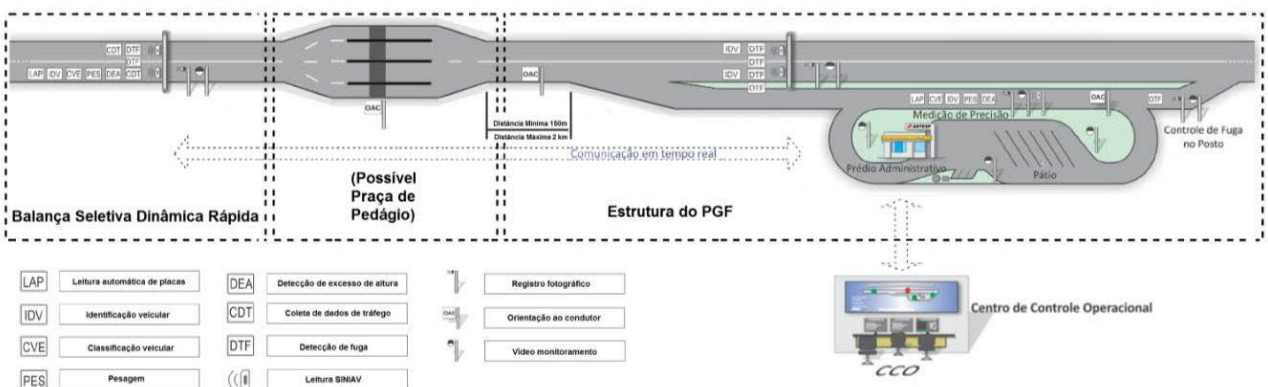 CDT DTF
DTF
LAP IDV CVE PES DEA CDT
OAC
OAC
Distância Mínima 150m
Distância Máxima 2 km
IDV DTF
DTF
IDV DTF
DTF
LAP CVE IDV PES DEA
OAC
DTF
Medição de Precisão
Controle de Fuga
no Posto
Comunicação em tempo real
Prédio Administrativo
Pátio
Balança Seletiva Dinâmica Rápida
(Possível
Praça de
Pedágio)
Estrutura do PGF
LAP Leitura automática de placas
IDV Identificação veicular
CVE Classificação veicular
PES Pesagem
DEA Detecção de excesso de altura
CDT Coleta de dados de tráfego
DTF Detecção de fuga
Leitura SINIAV
Registro fotográfico
OAC Orientação ao condutor
Video monitoramento
Centro de Controle Operacional
CCO